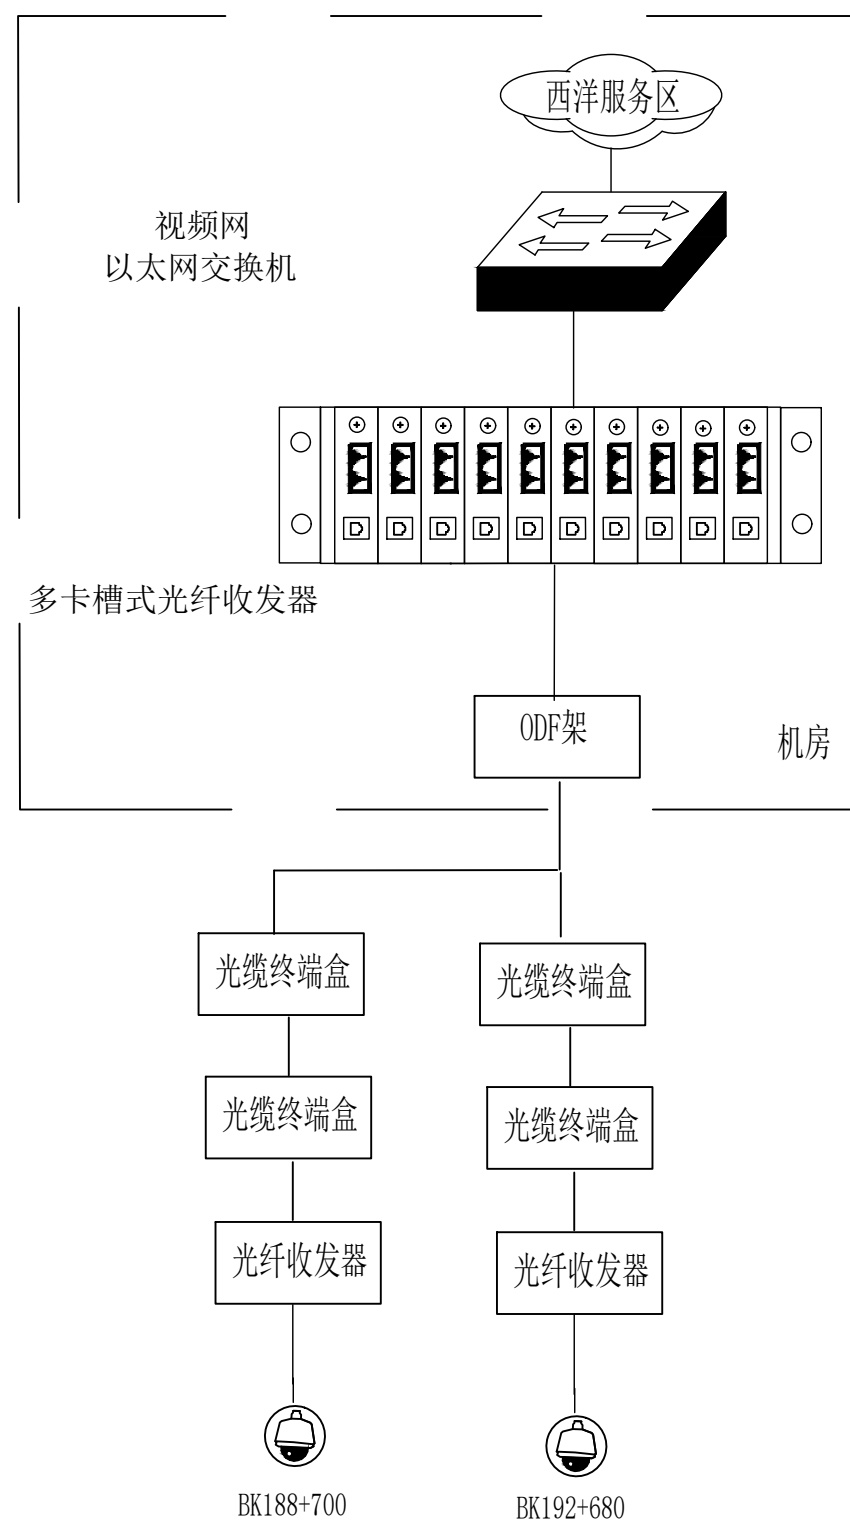 西洋服务区
视频网
以太网交换机
多卡槽式光纤收发器
ODF架
机房
光缆终端盒
光缆终端盒
光缆终端盒
光缆终端盒
光纤收发器
光纤收发器
BK188+700
BK192+680